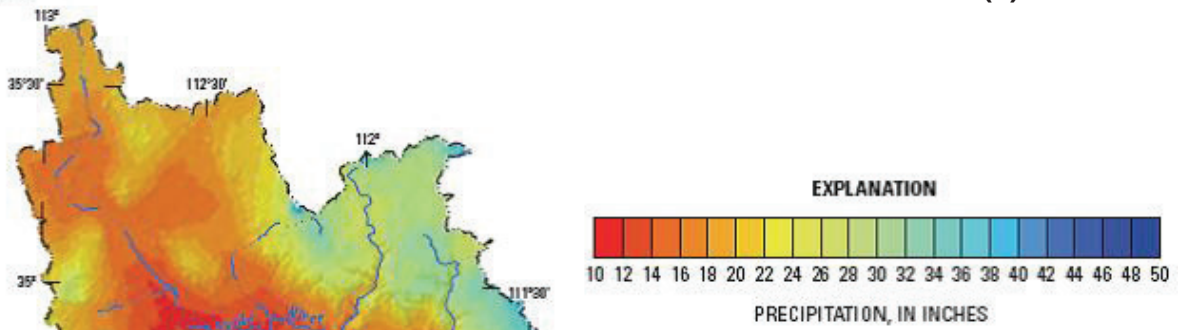 113°
35°30'
112°30'
112°
EXPLANATION
10 12 14 16 18 20 22 24 26 28 30 32 34 36 38 40 42 44 46 48 50
35°
111°30'
PRECIPITATION, IN INCHES
River